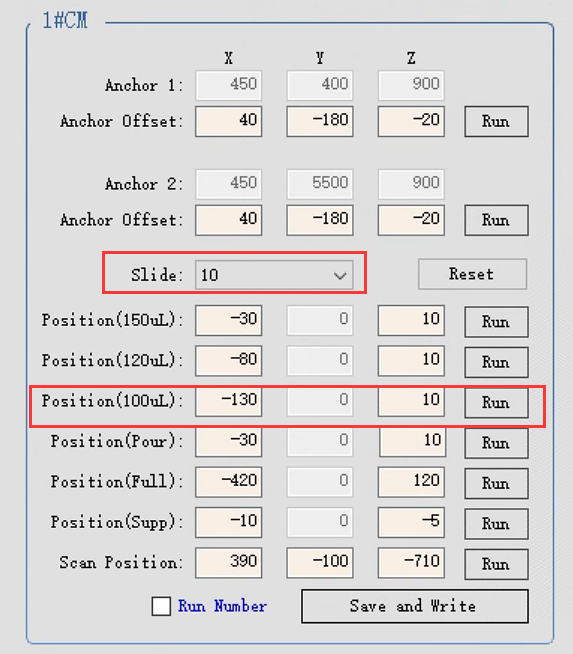 1#CM
X Y Z
Anchor 1: 450 400 900
Anchor Offset: 40 -180 -20 Run
Anchor 2: 450 5500 900
Anchor Offset: 40 -180 -20 Run
Slide: 10 Reset
Position(150uL): -30 0 10 Run
Position(120uL): -80 0 10 Run
Position(100uL): -130 0 10 Run
Position(Pour): -30 0 10 Run
Position(Full): -420 0 120 Run
Position(Supp): -10 0 -5 Run
Scan Position: 390 -100 -710 Run
Run Number Save and Write